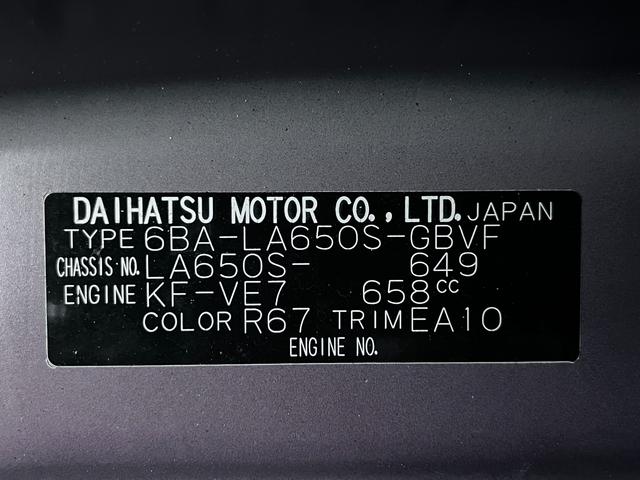 DAIHATSU MOTOR CO., LTD. JAPAN
TYPE 6BA-LA650S-GBVF
CHASSIS NO. LA650S- 649
ENGINE KF-VE7 658CC
COLOR R67 TRIM EA10
ENGINE NO.